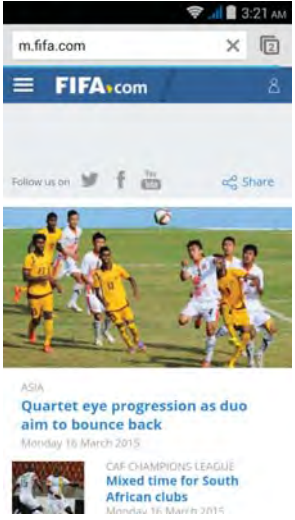 3:21 AM
m.fifa.com
2
FIFA.com
Follow us on
You
Tube
Share
ASIA
Quartet eye progression as duo
aim to bounce back
Monday 16 March 2015
CAF CHAMPIONS LEAGUE
Mixed time for South
African clubs
Monday 16 March 2015